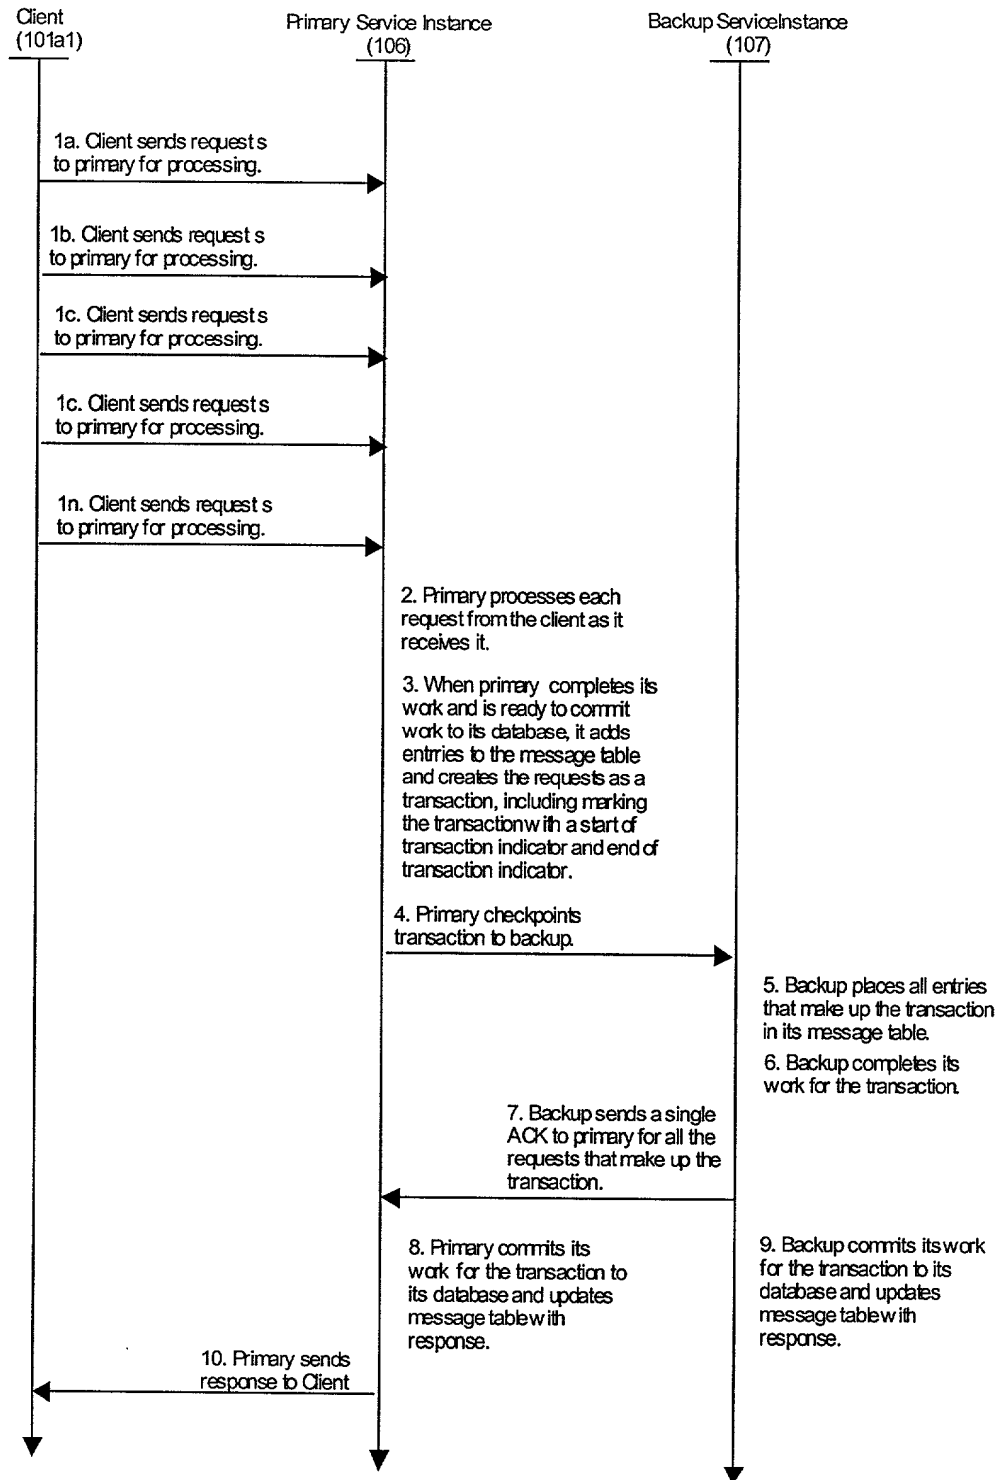 Client
(101a1)
Primary Service Instance
(106)
Backup ServiceInstance
(107)
1a. Client sends requests
to primary for processing.
1b. Client sends requests
to primary for processing.
1c. Client sends requests
to primary for processing.
1c. Client sends requests
to primary for processing.
1n. Client sends requests
to primary for processing.
2. Primary processes each
request from the client as it
receives it.
3. When primary completes its
work and is ready to commit
work to its database, it adds
entrries to the message table
and creates the requests as a
transaction, including marking
the transaction with a start of
transaction indicator and end of
transaction indicator.
4. Primary checkpoints
transaction to backup.
5. Backup places all entries
that make up the transaction
in its message table.
6. Backup completes its
work for the transaction.
7. Backup sends a single
ACK to primary for all the
requests that make up the
transaction.
8. Primary commits its
work for the transaction to
its database and updates
message table with
response.
9. Backup commits its work
for the transaction to its
database and updates
message table with
response.
10. Primary sends
response to Client